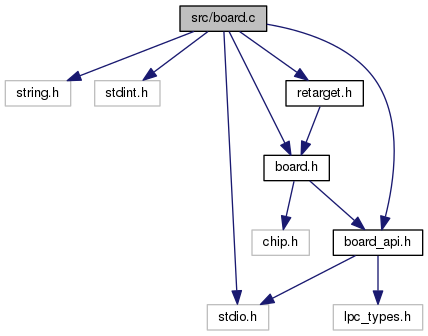 src/board.c
string.h
stdint.h
retarget.h
board.h
chip.h
board_api.h
stdio.h
lpc_types.h